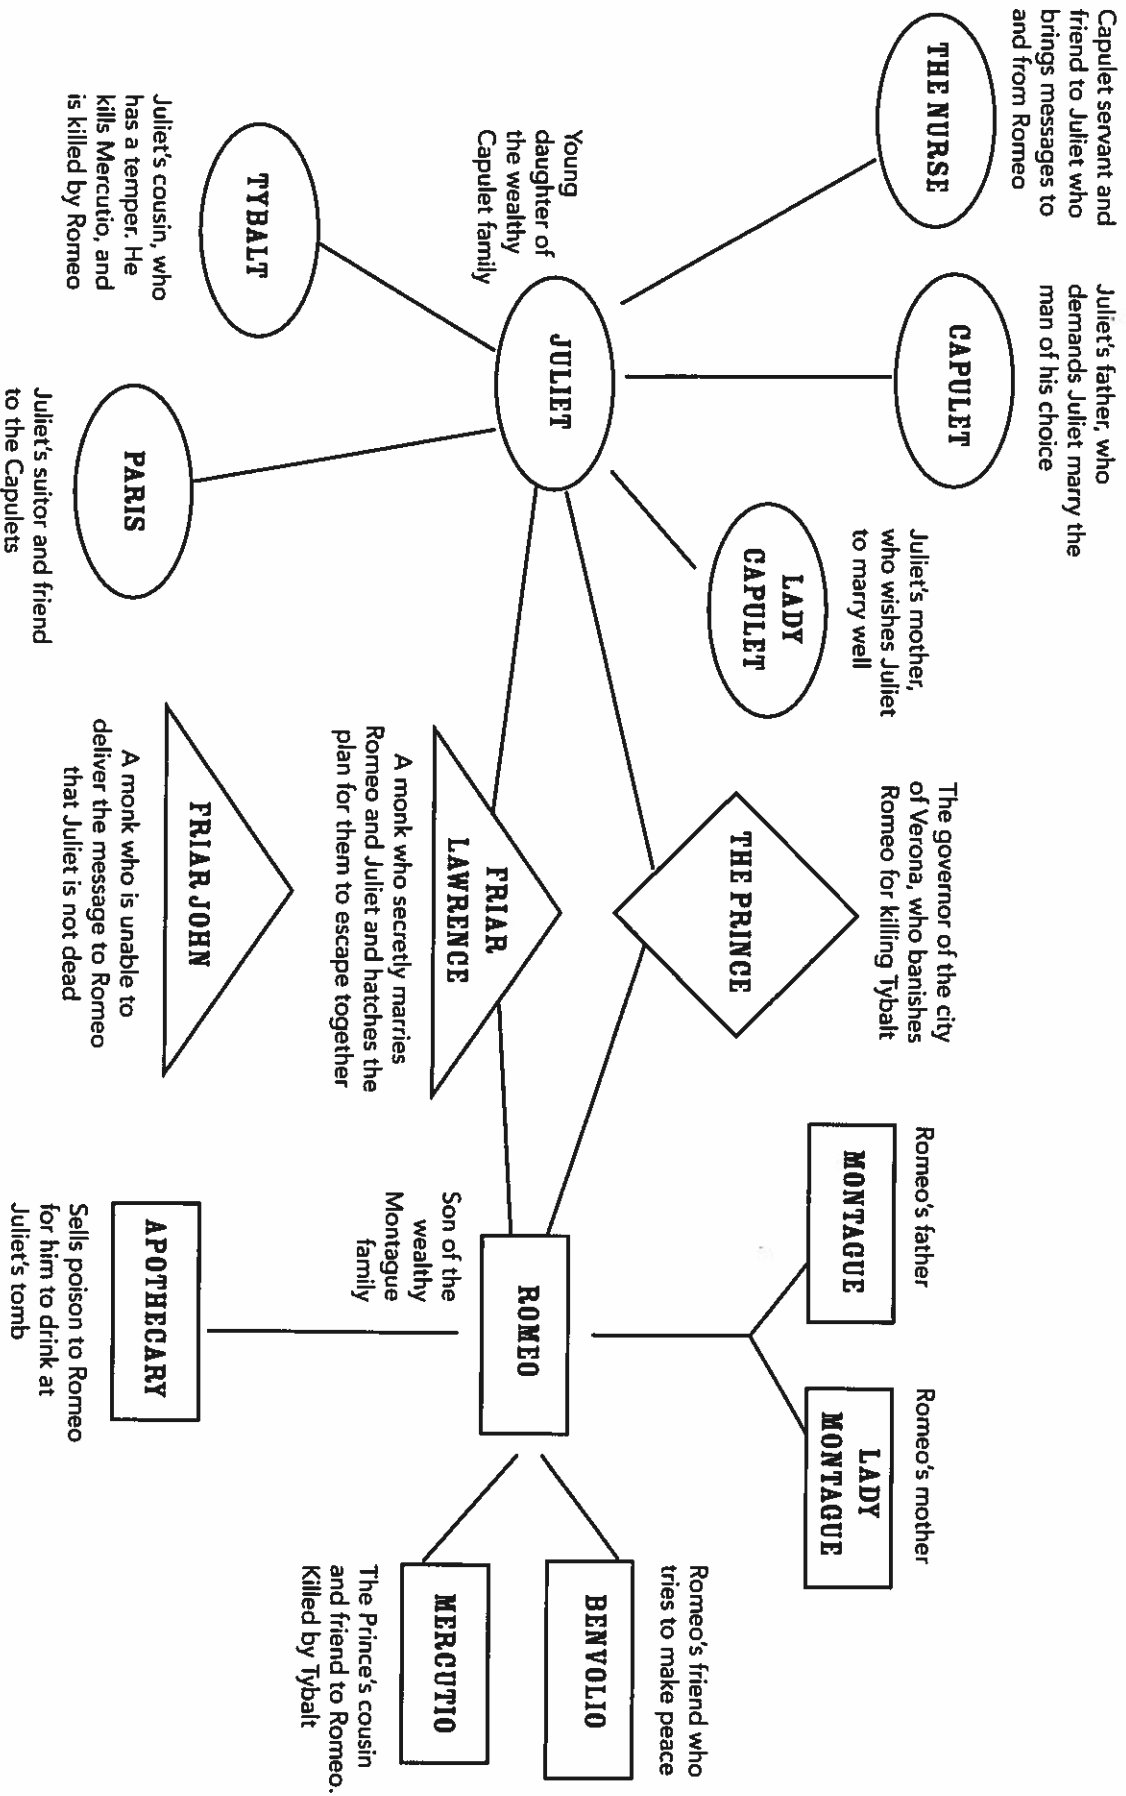 Capulet servant and
friend to Juliet who
brings messages to
and from Romeo
THE NURSE
Juliet's father, who
demands Juliet marry the
man of his choice
CAPULET
Juliet's mother,
who wishes Juliet
to marry well
LADY
CAPULET
The governor of the city
of Verona, who banishes
Romeo for killing Tybalt
THE PRINCE
Romeo's father
MONTAGUE
Romeo's mother
LADY
MONTAGUE
Young
daughter of
the wealthy
Capulet family
JULIET
FRIAR
LAWRENCE
A monk who secretly marries
Romeo and Juliet and hatches the
plan for them to escape together
ROMEO
Son of the
wealthy
Montague
family
Romeo's friend who
tries to make peace
BENVOLIO
MERCUTIO
The Prince's cousin
and friend to Romeo.
Killed by Tybalt
TYBALT
Juliet's cousin, who
has a temper. He
kills Mercutio, and
is killed by Romeo
PARIS
Juliet's suitor and friend
to the Capulets
FRIAR JOHN
A monk who is unable to
deliver the message to Romeo
that Juliet is not dead
APOTHECARY
Sells poison to Romeo
for him to drink at
Juliet's tomb